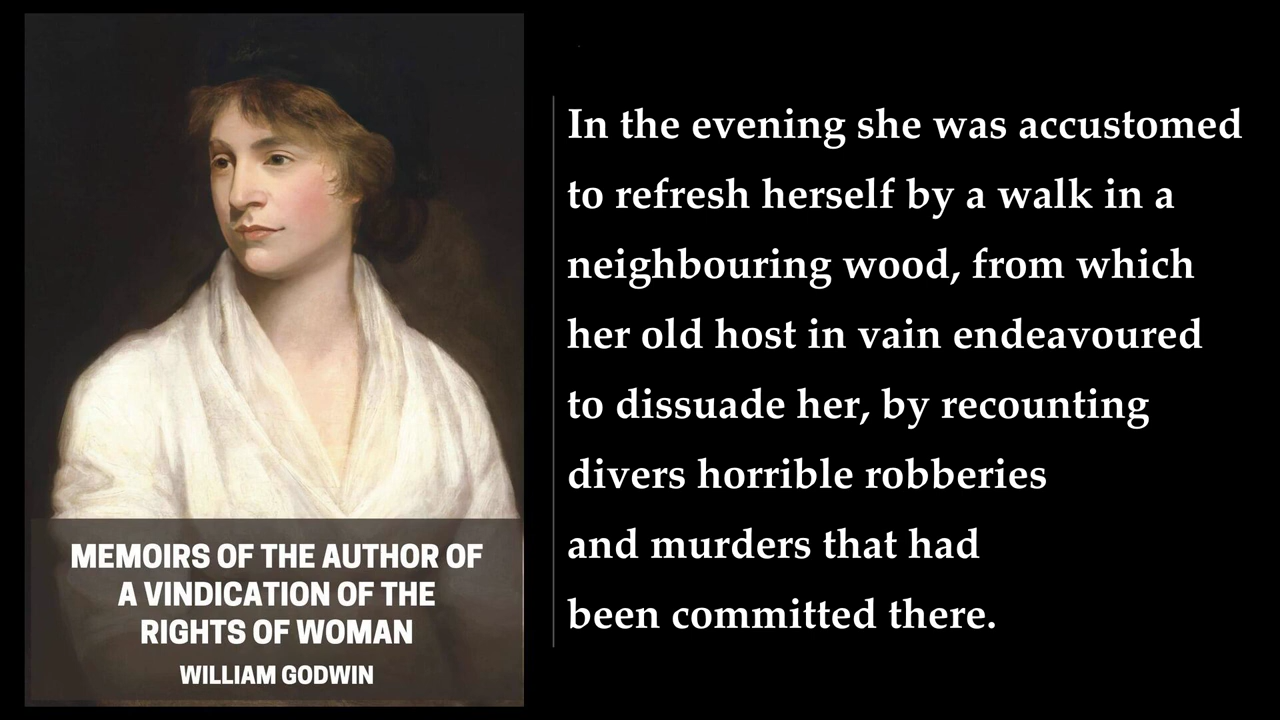 MEMOIRS OF THE AUTHOR OF
A VINDICATION OF THE
RIGHTS OF WOMAN
WILLIAM GODWIN
In the evening she was accustomed
to refresh herself by a walk in a
neighbouring wood, from which
her old host in vain endeavoured
to dissuade her, by recounting
divers horrible robberies
and murders that had
been committed there.